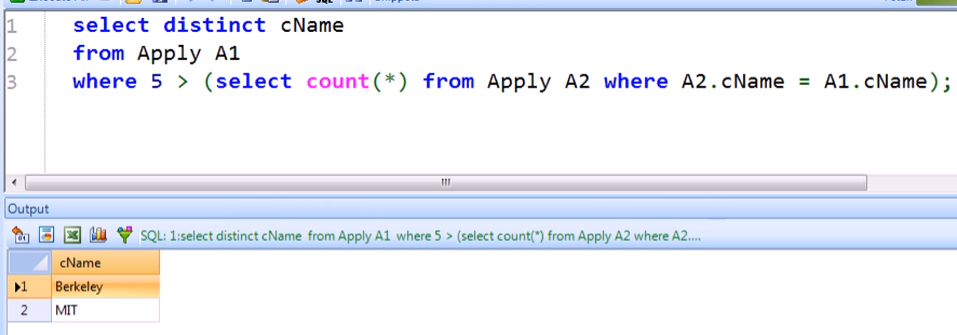 1 select distinct cName
2 from Apply A1
3 where 5 > (select count(*) from Apply A2 where A2.cName = A1.cName);
Output
SQL: 1:select distinct cName from Apply A1 where 5 > (select count(*) from Apply A2 where A2....
cName
1 Berkeley
2 MIT